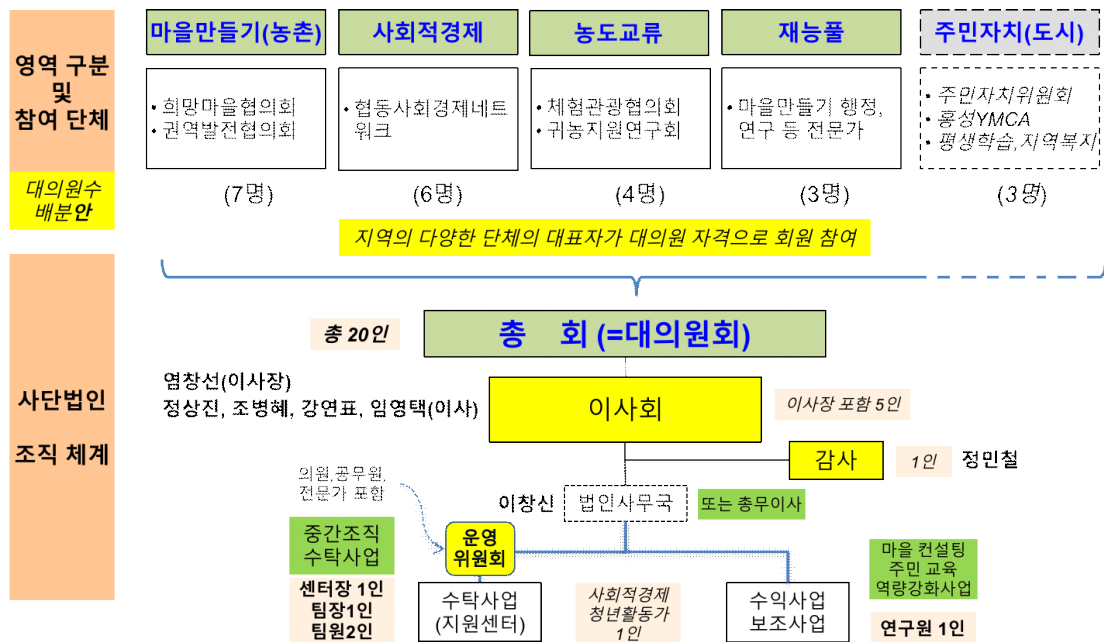 영역 구분
및
참여 단체
마을만들기(농촌)
사회적경제
농도교류
재능풀
주민자치(도시)
• 희망마을협의회
• 권역발전협의회
• 협동사회경제네트
워크
• 체험관광협의회
• 귀농지원연구회
• 마을만들기 행정,
연구 등 전문가
• 주민자치위원회
• 홍성YMCA
• 평생학습,지역복지
대의원수
배분안
(7명)
(6명)
(4명)
(3명)
(3명)
지역의 다양한 단체의 대표자가 대의원 자격으로 회원 참여
사단법인
조직 체계
총 20인
총 회 (=대의원회)
염창선(이사장)
정상진, 조병혜, 강연표, 임영택(이사)
이사회
이사장 포함 5인
감사
1인
정민철
의원,공무원,
전문가 포함
이창신
법인사무국
또는 총무이사
중간조직
수탁사업
운영
위원회
마을 컨설팅
주민 교육
역량강화사업
센터장 1인
팀장1인
팀원2인
수탁사업
(지원센터)
사회적경제
청년활동가
1인
수익사업
보조사업
연구원 1인